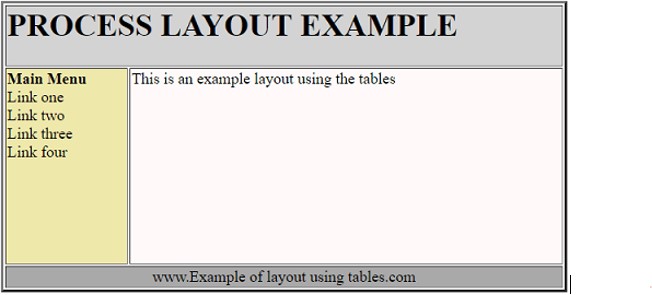 PROCESS LAYOUT EXAMPLE
Main Menu
Link one
Link two
Link three
Link four
This is an example layout using the tables
www.Example of layout using tables.com